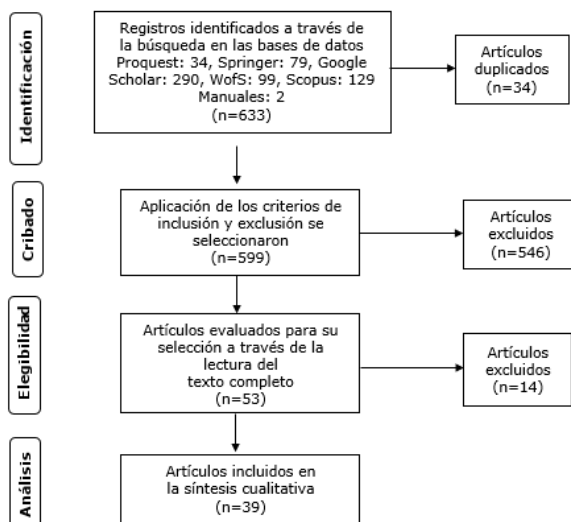 Identificación
Registros identificados a través de
la búsqueda en las bases de datos
Proquest: 34, Springer: 79, Google
Scholar: 290, WofS: 99, Scopus: 129
Manuales: 2
(n=633)
Artículos
duplicados
(n=34)
Cribado
Aplicación de los criterios de
inclusión y exclusión se
seleccionaron
(n=599)
Artículos
excluidos
(n=546)
Elegibilidad
Artículos evaluados para su
selección a través de la
lectura del
texto completo
(n=53)
Artículos
excluidos
(n=14)
Análisis
Artículos incluidos en
la síntesis cualitativa
(n=39)